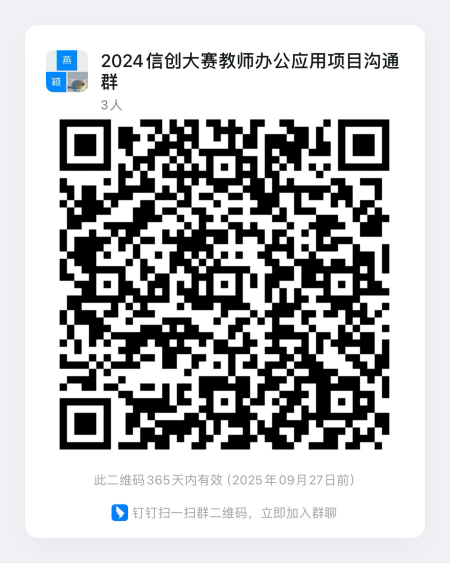 燕
颖
2024信创大赛教师办公应用项目沟通
群
3人
此二维码365天内有效 (2025年09月27日前)
钉钉扫一扫群二维码，立即加入群聊